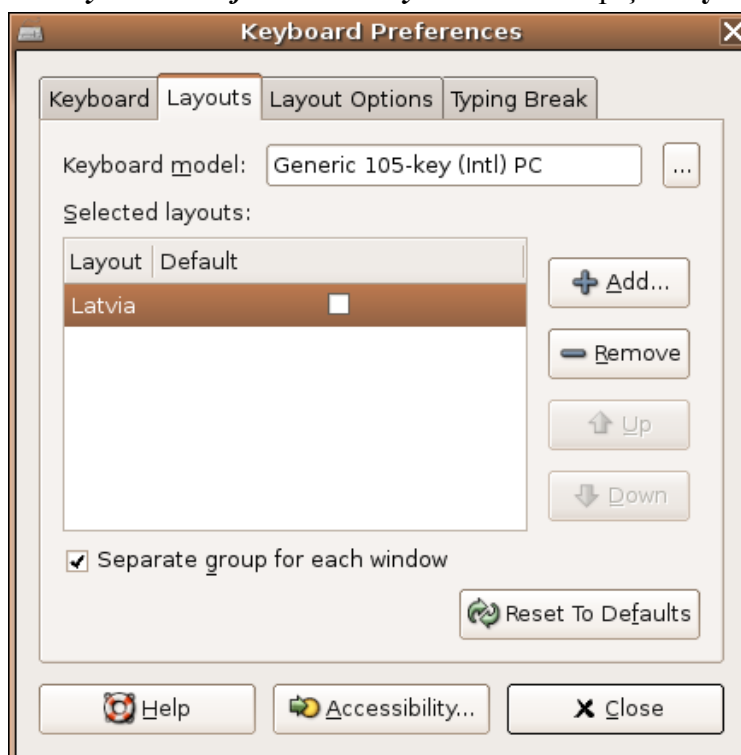 Keyboard Preferences
Keyboard Layouts Layout Options Typing Break
Keyboard model: Generic 105-key (Intl) PC ...
Selected layouts:
Layout Default
Add...
Latvia
Remove
Up
Down
Separate group for each window
Reset To Defaults
Help Accessibility... Close